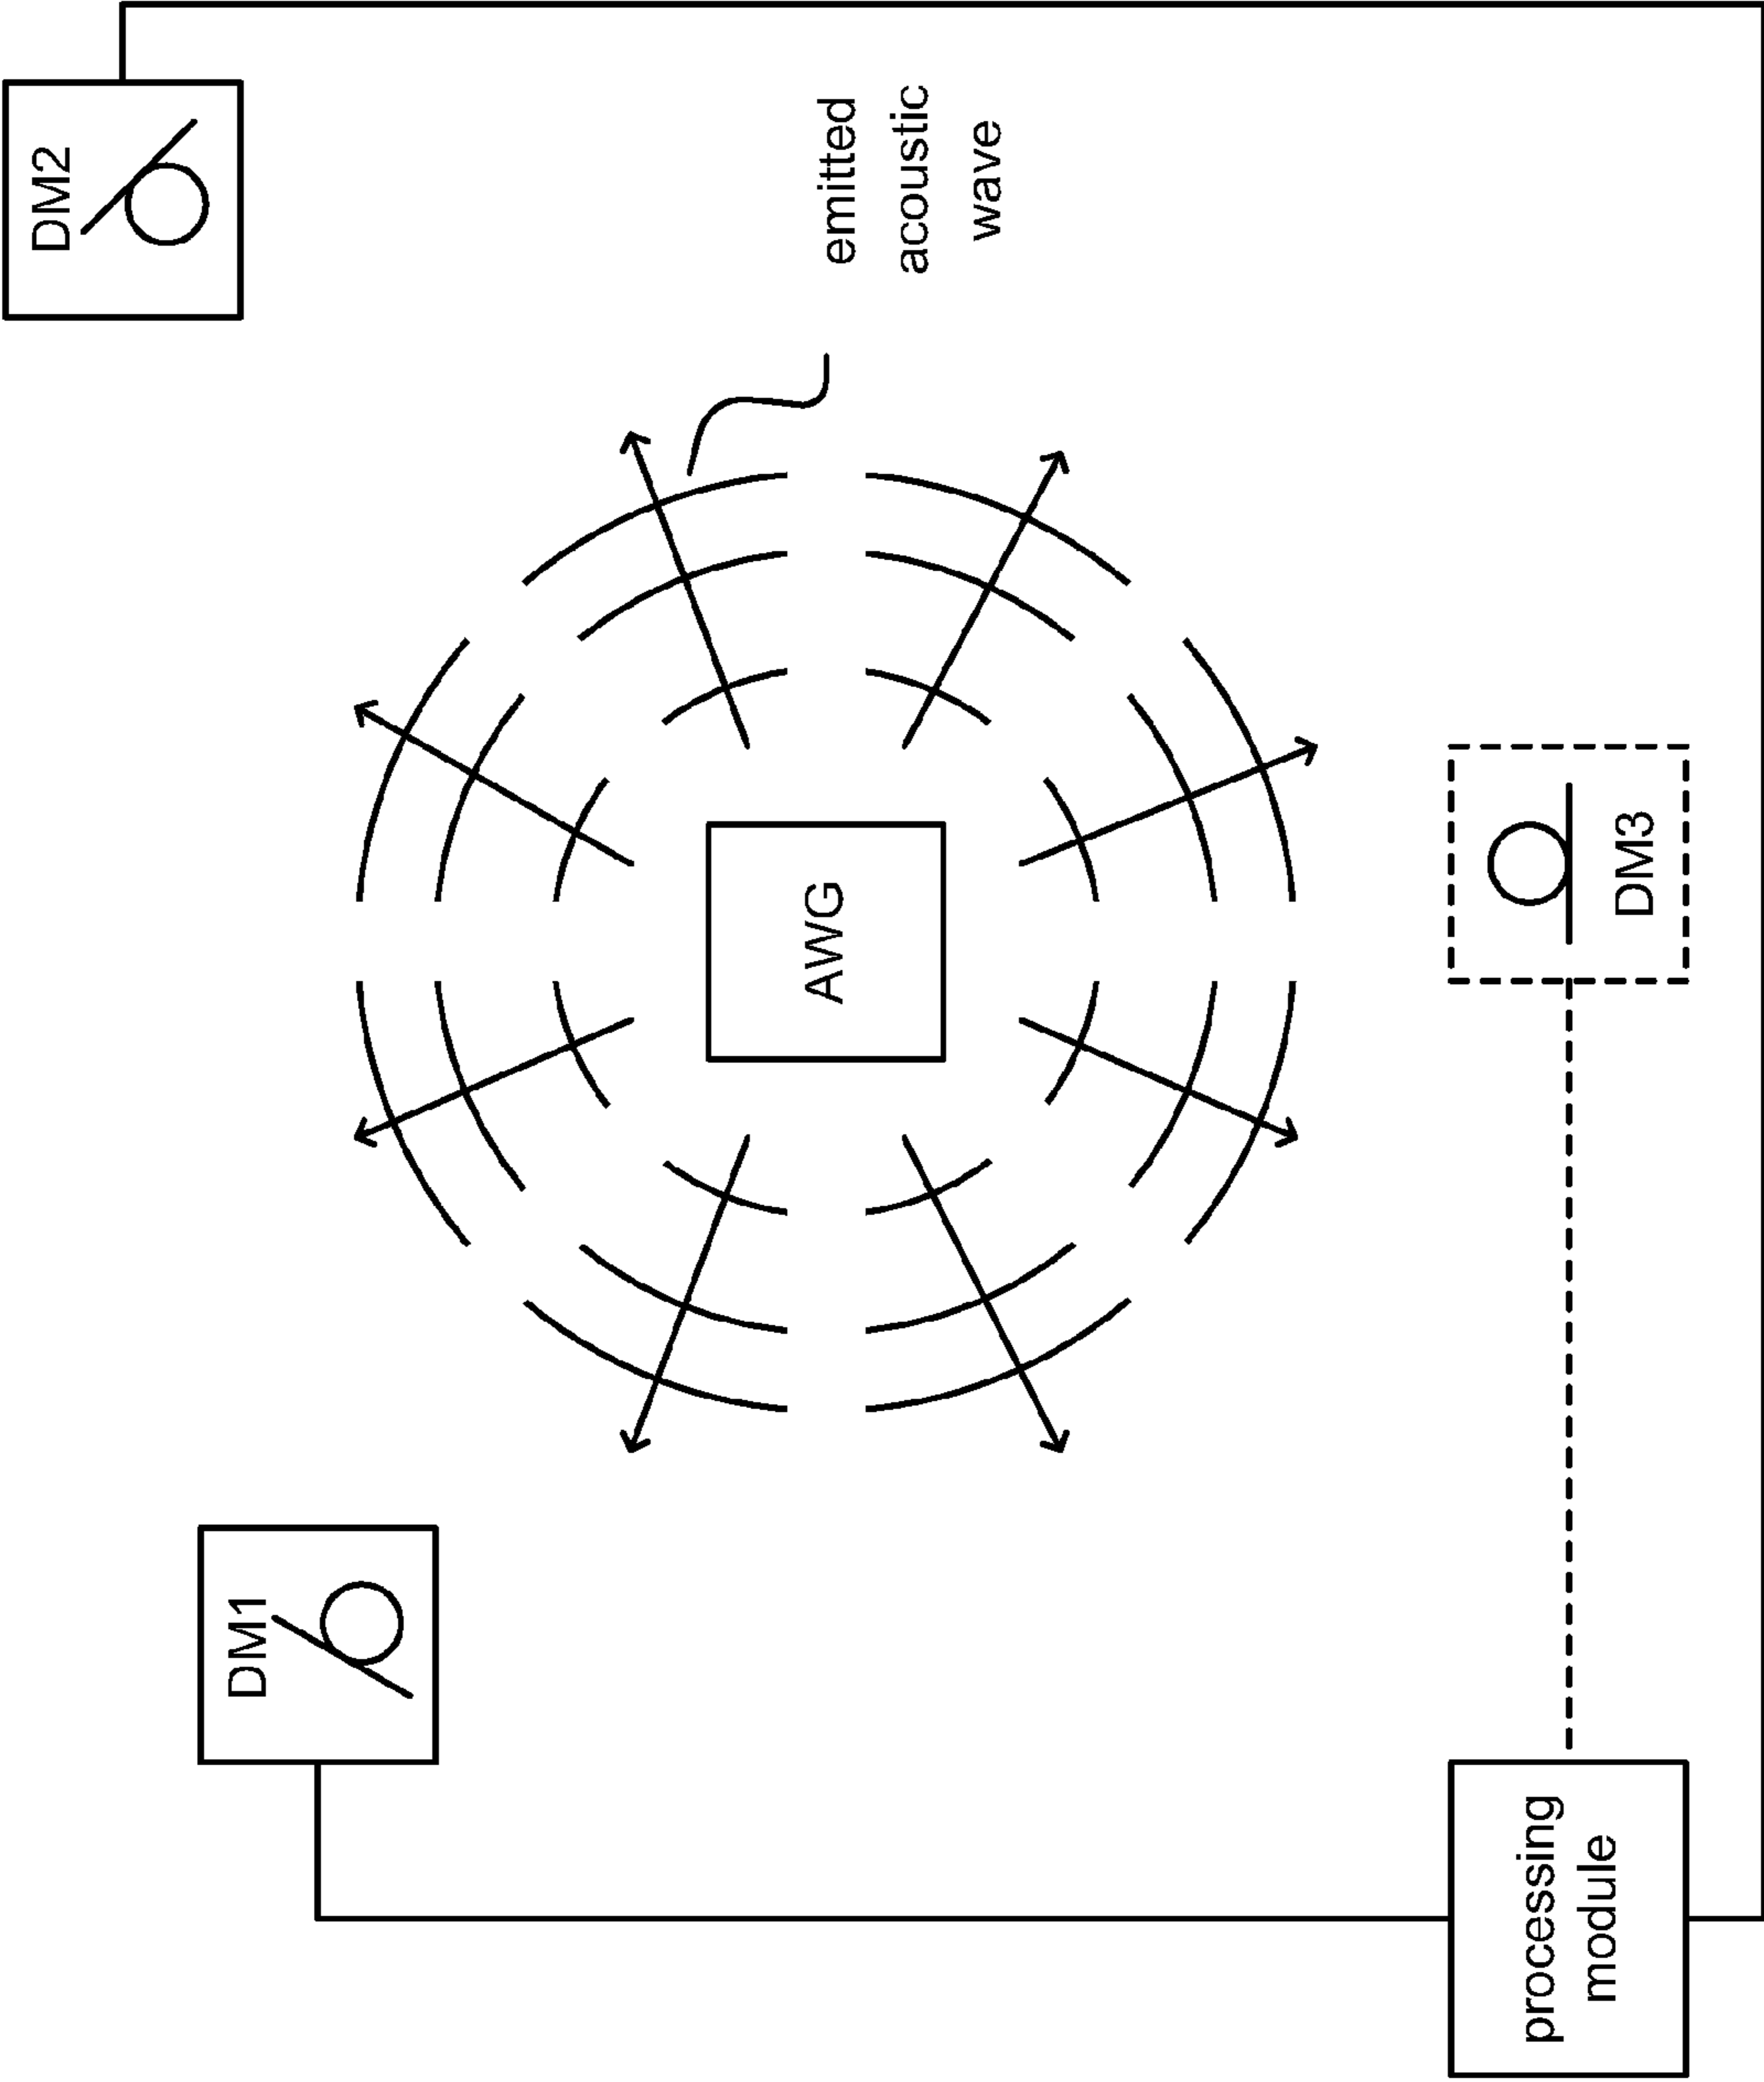 DM1
DM2
AWG
emitted
acoustic
wave
processing
module
DM3